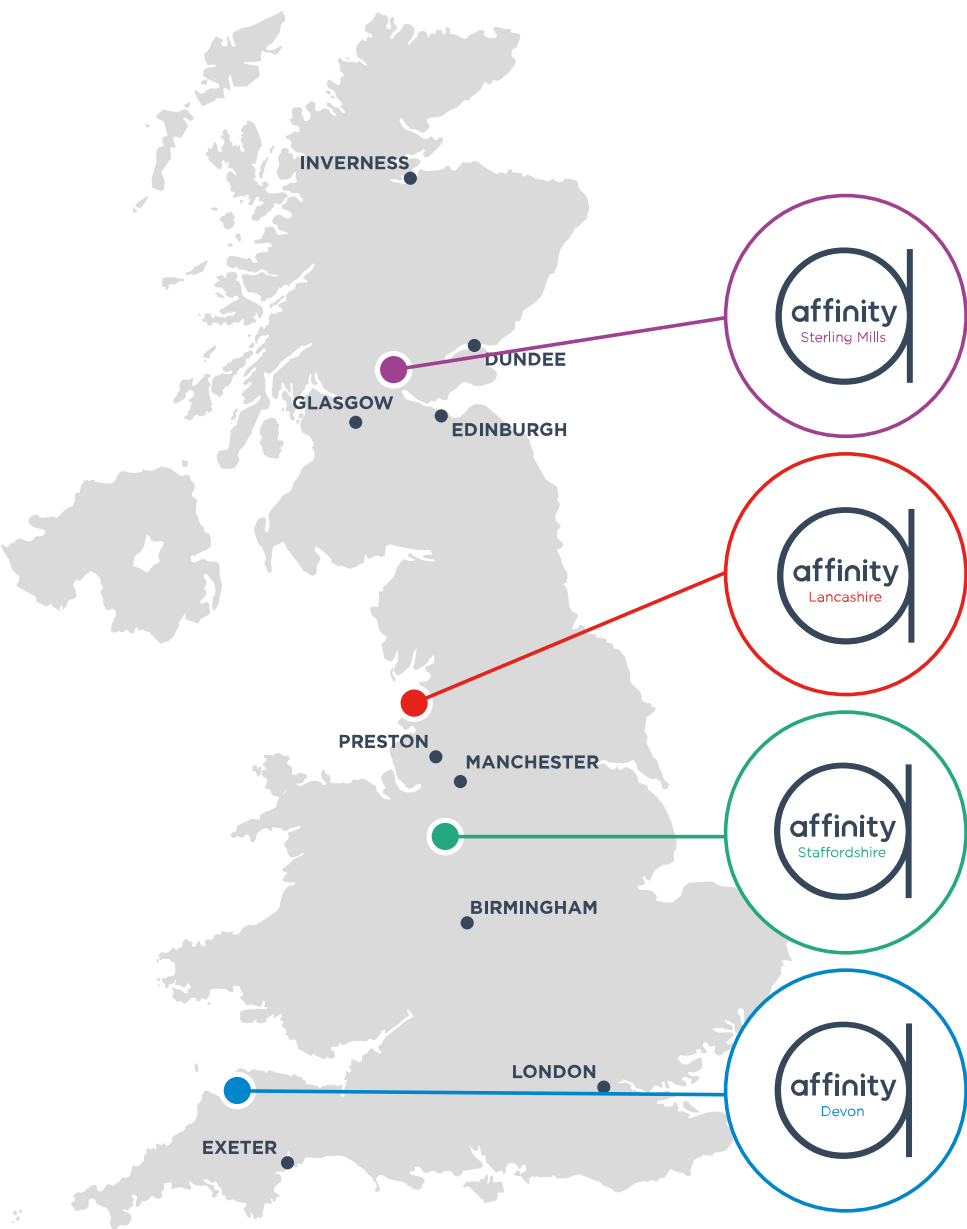 INVERNESS
affinity
Sterling Mills
DUNDEE
GLASGOW
EDINBURGH
affinity
Lancashire
PRESTON
MANCHESTER
affinity
Staffordshire
BIRMINGHAM
LONDON
affinity
Devon
EXETER